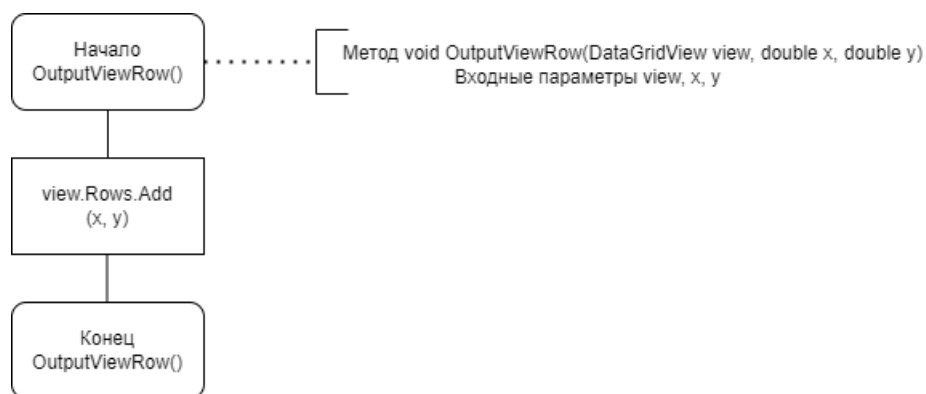 Начало
OutputViewRow()
Метод void OutputViewRow(DataGridView view, double x, double y)
Входные параметры view, x, y
view.Rows.Add
(x, y)
Конец
OutputViewRow()